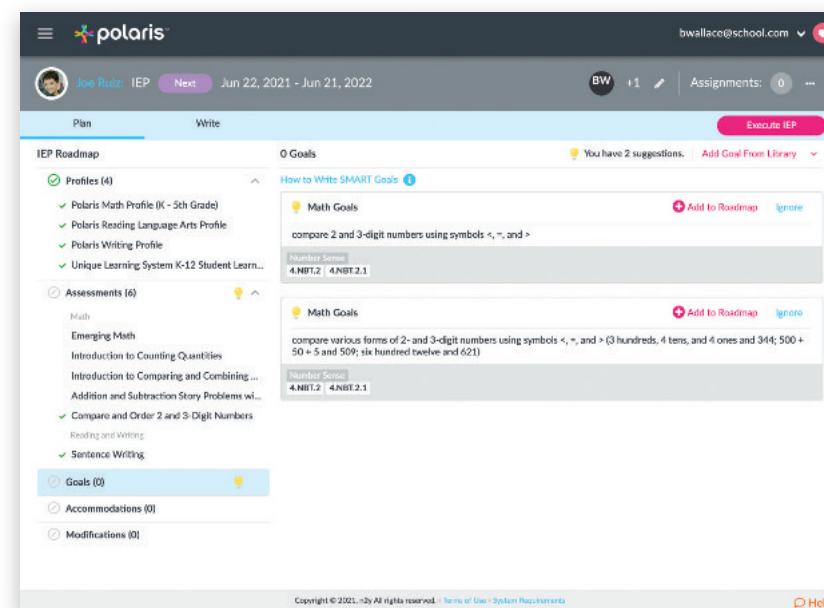 polaris
bwallace@school.com
Joe Ruiz: IEP Next Jun 22, 2021 - Jun 21, 2022
BW +1 Assignments: 0
Plan Write
Execute IEP
IEP Roadmap
0 Goals
You have 2 suggestions. Add Goal From Library
Profiles (4)
Polaris Math Profile (K - 5th Grade)
Polaris Reading Language Arts Profile
Polaris Writing Profile
Unique Learning System K-12 Student Learn...
Assessments (6)
Math
Emerging Math
Introduction to Counting Quantities
Introduction to Comparing and Combining ...
Addition and Subtraction Story Problems wi...
Compare and Order 2 and 3-Digit Numbers
Reading and Writing
Sentence Writing
Goals (0)
Accommodations (0)
Modifications (0)
How to Write SMART Goals
Math Goals
Add to Roadmap Ignore
compare 2 and 3-digit numbers using symbols <, =, and >
Number Sense
4.NBT.2 4.NBT.2.1
Math Goals
Add to Roadmap Ignore
compare various forms of 2- and 3-digit numbers using symbols <, =, and > (3 hundreds, 4 tens, and 4 ones and 344; 500 +
50 + 5 and 509; six hundred twelve and 621)
Number Sense
4.NBT.2 4.NBT.2.1
Copyright © 2021, n2y All rights reserved. • Terms of Use • System Requirements
Hel